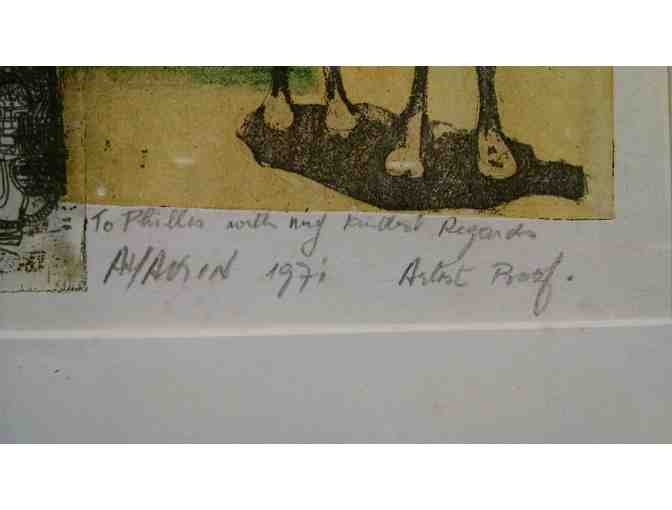 To Phillis with my kindest Regards
1971 Artist Proof.